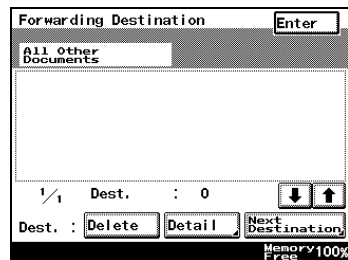 Forwarding Destination
Enter
All Other
Documents
1/1 Dest. : 0
Dest. : Delete Detail Next
Destination
Memory 100%
Free